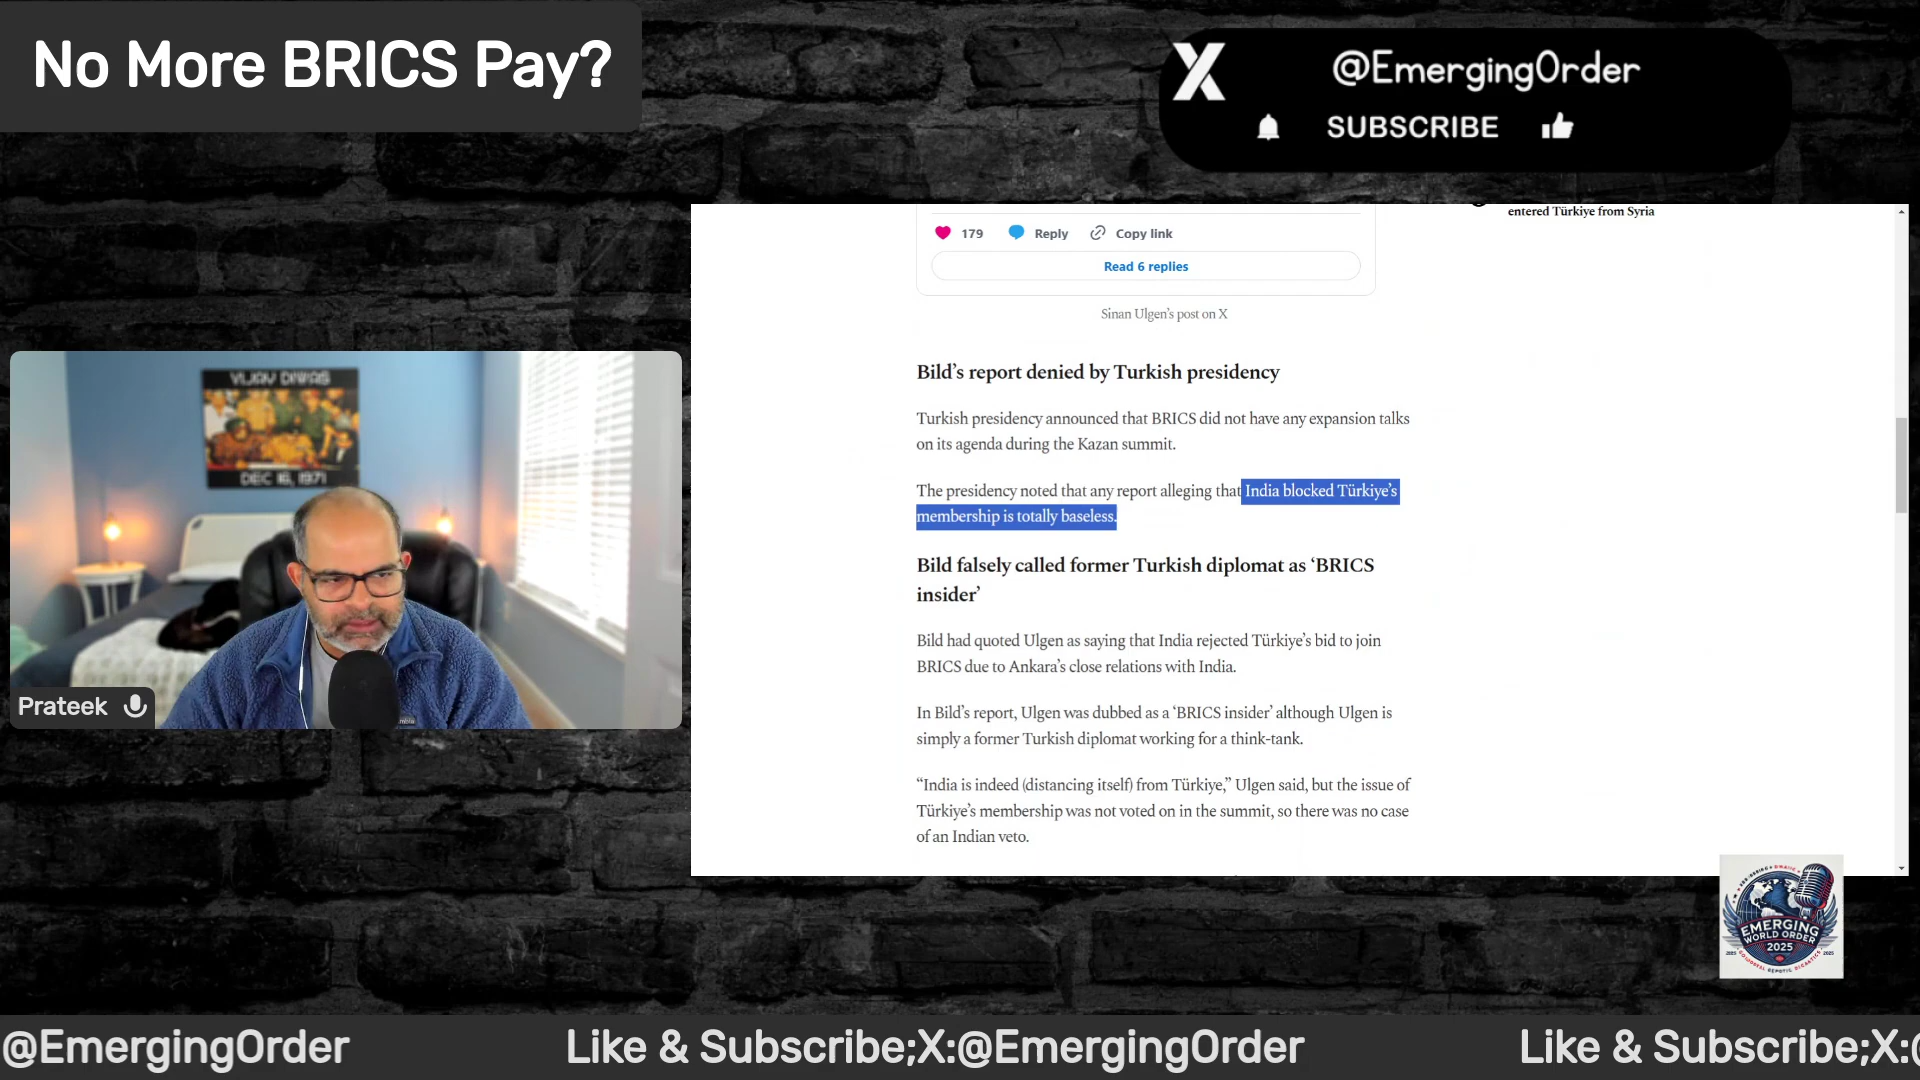 No More BRICS Pay?
@EmergingOrder
SUBSCRIBE
entered Türkiye from Syria
179 Reply Copy link
Read 6 replies
Sinan Ulgen’s post on X
Bild’s report denied by Turkish presidency
Turkish presidency announced that BRICS did not have any expansion talks
on its agenda during the Kazan summit.
The presidency noted that any report alleging that India blocked Türkiye’s
membership is totally baseless.
Bild falsely called former Turkish diplomat as ‘BRICS
insider’
Bild had quoted Ulgen as saying that India rejected Türkiye’s bid to join
BRICS due to Ankara’s close relations with India.
In Bild’s report, Ulgen was dubbed as a ‘BRICS insider’ although Ulgen is
simply a former Turkish diplomat working for a think-tank.
“India is indeed (distancing itself) from Türkiye,” Ulgen said, but the issue of
Türkiye’s membership was not voted on in the summit, so there was no case
of an Indian veto.
VIJAY DIWAS
DEC 16, 1971
Prateek
EMERGING
WORLD ORDER
2025
@EmergingOrder
Like & Subscribe;X:@EmergingOrder
Like & Subscribe;X:@